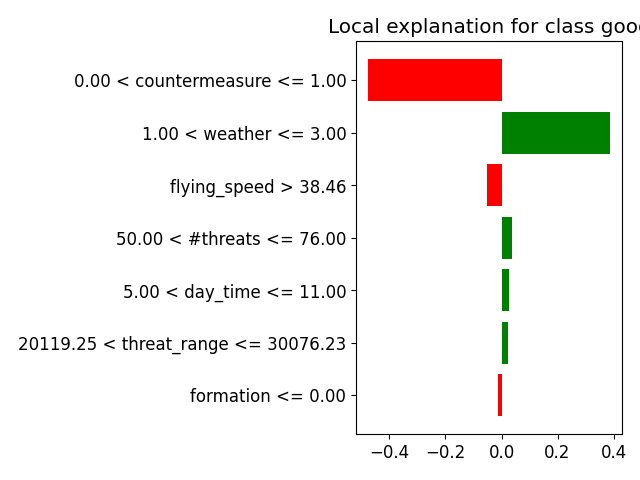 Local explanation for class goo
0.00 < countermeasure <= 1.00
1.00 < weather <= 3.00
flying_speed > 38.46
50.00 < #threats <= 76.00
5.00 < day_time <= 11.00
20119.25 < threat_range <= 30076.23
formation <= 0.00
−0.4 −0.2 0.0 0.2 0.4